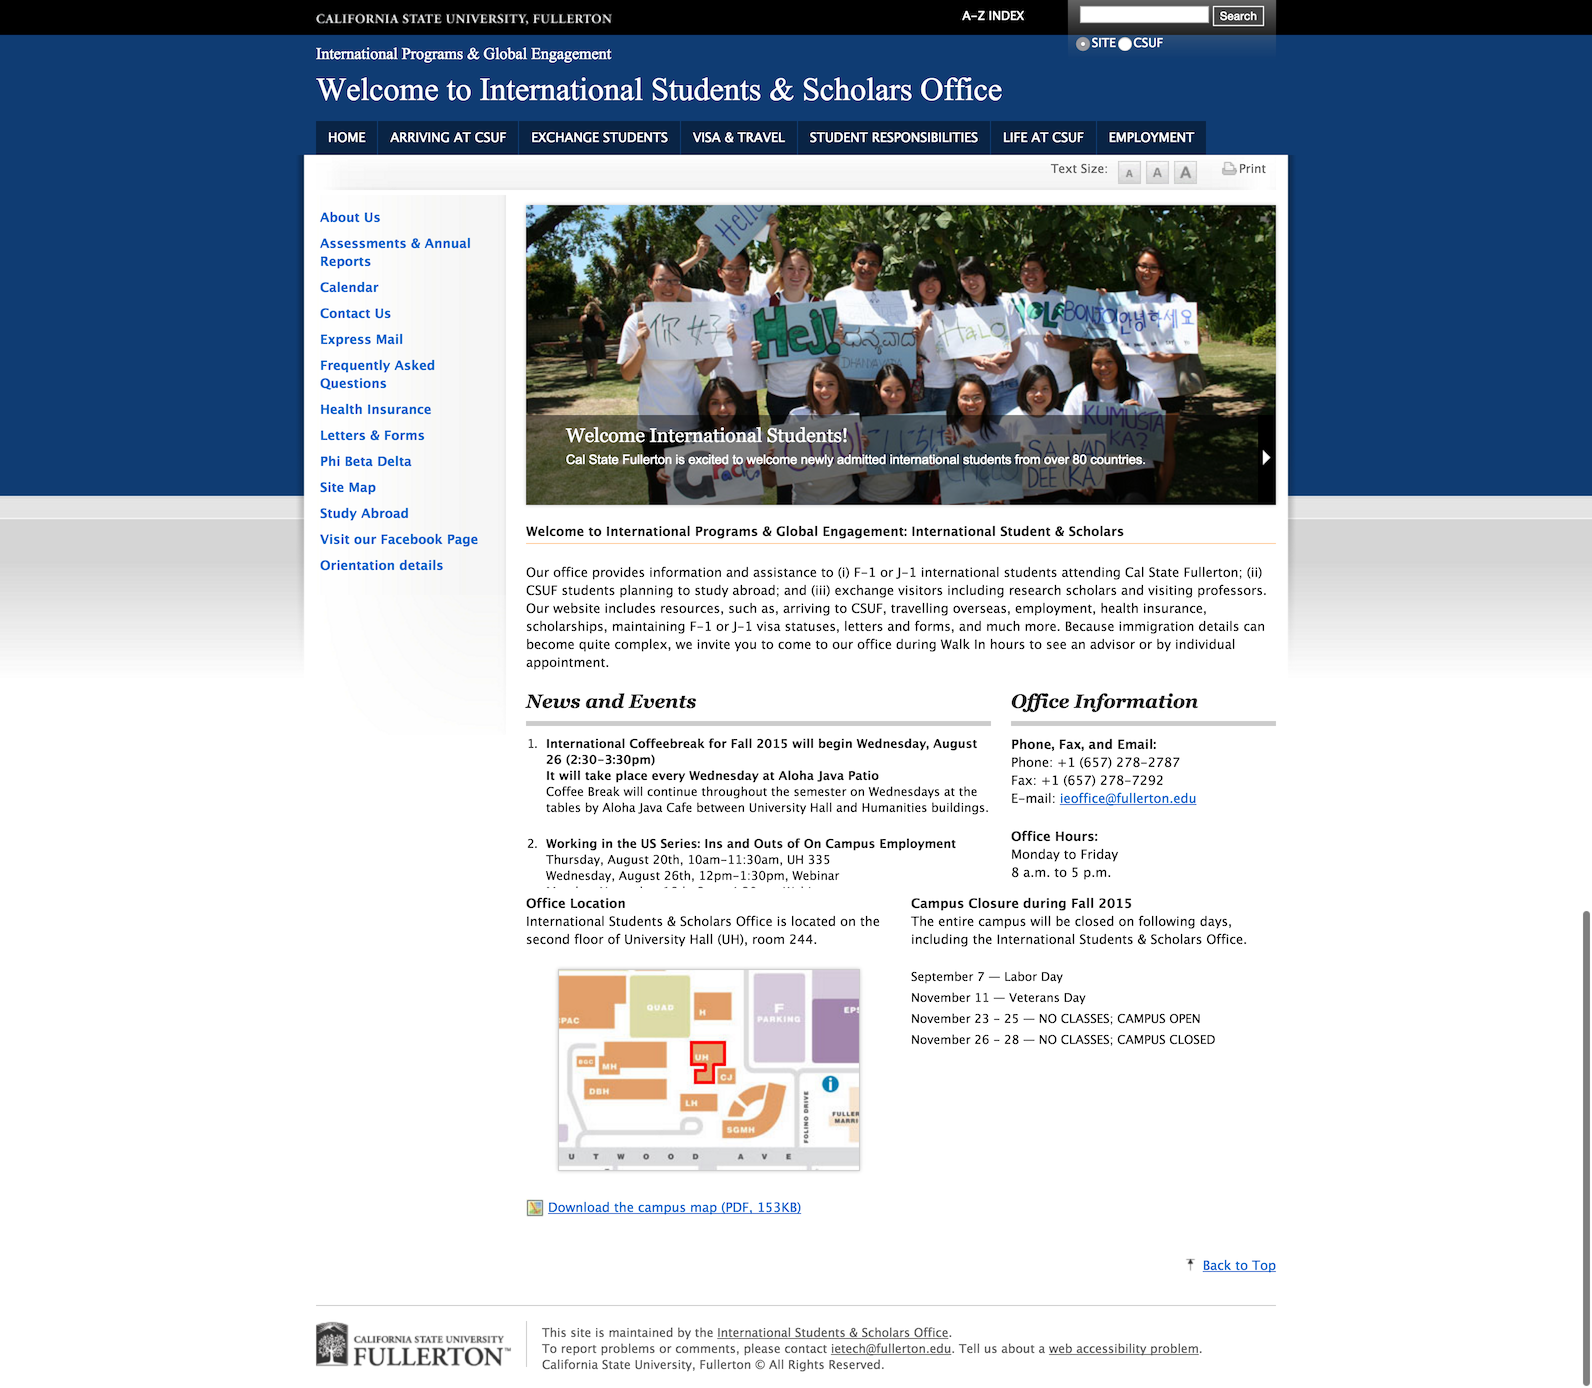 CALIFORNIA STATE UNIVERSITY, FULLERTON
A-Z INDEX
Search
SITE CSUF
International Programs & Global Engagement
Welcome to International Students & Scholars Office
HOME ARRIVING AT CSUF EXCHANGE STUDENTS VISA & TRAVEL STUDENT RESPONSIBILITIES LIFE AT CSUF EMPLOYMENT
Text Size: A A A Print
About Us
Assessments & Annual
Reports
Calendar
Contact Us
Express Mail
Frequently Asked
Questions
Health Insurance
Letters & Forms
Phi Beta Delta
Site Map
Study Abroad
Visit our Facebook Page
Orientation details
Hello
你好
Hej!
ಧನ್ಯವಾದ
DHANYAVADA
Halo
HOLA
BONJO
안녕하세요
KUMUSTA
KA?
Ciao!
SA WAD
DEE (KA)
Welcome International Students!
Cal State Fullerton is excited to welcome newly admitted international students from over 80 countries.
Welcome to International Programs & Global Engagement: International Student & Scholars
Our office provides information and assistance to (i) F-1 or J-1 international students attending Cal State Fullerton; (ii)
CSUF students planning to study abroad; and (iii) exchange visitors including research scholars and visiting professors.
Our website includes resources, such as, arriving to CSUF, travelling overseas, employment, health insurance,
scholarships, maintaining F-1 or J-1 visa statuses, letters and forms, and much more. Because immigration details can
become quite complex, we invite you to come to our office during Walk In hours to see an advisor or by individual
appointment.
News and Events
1. International Coffeebreak for Fall 2015 will begin Wednesday, August
26 (2:30-3:30pm)
It will take place every Wednesday at Aloha Java Patio
Coffee Break will continue throughout the semester on Wednesdays at the
tables by Aloha Java Cafe between University Hall and Humanities buildings.
2. Working in the US Series: Ins and Outs of On Campus Employment
Thursday, August 20th, 10am-11:30am, UH 335
Wednesday, August 26th, 12pm-1:30pm, Webinar
Office Information
Phone, Fax, and Email:
Phone: +1 (657) 278-2787
Fax: +1 (657) 278-7292
E-mail: ieoffice@fullerton.edu
Office Hours:
Monday to Friday
8 a.m. to 5 p.m.
Office Location
International Students & Scholars Office is located on the
second floor of University Hall (UH), room 244.
PAC
QUAD
H
F
PARKING
EPS
UH
BGC
MH
CJ
DBH
LH
SGMH
FOLINO DRIVE
i
FULLER
MARRI
UTWOOD AVE
Download the campus map (PDF, 153KB)
Campus Closure during Fall 2015
The entire campus will be closed on following days,
including the International Students & Scholars Office.
September 7 — Labor Day
November 11 — Veterans Day
November 23 - 25 — NO CLASSES; CAMPUS OPEN
November 26 - 28 — NO CLASSES; CAMPUS CLOSED
Back to Top
CALIFORNIA STATE UNIVERSITY
FULLERTON™
This site is maintained by the International Students & Scholars Office.
To report problems or comments, please contact ietech@fullerton.edu. Tell us about a web accessibility problem.
California State University, Fullerton © All Rights Reserved.